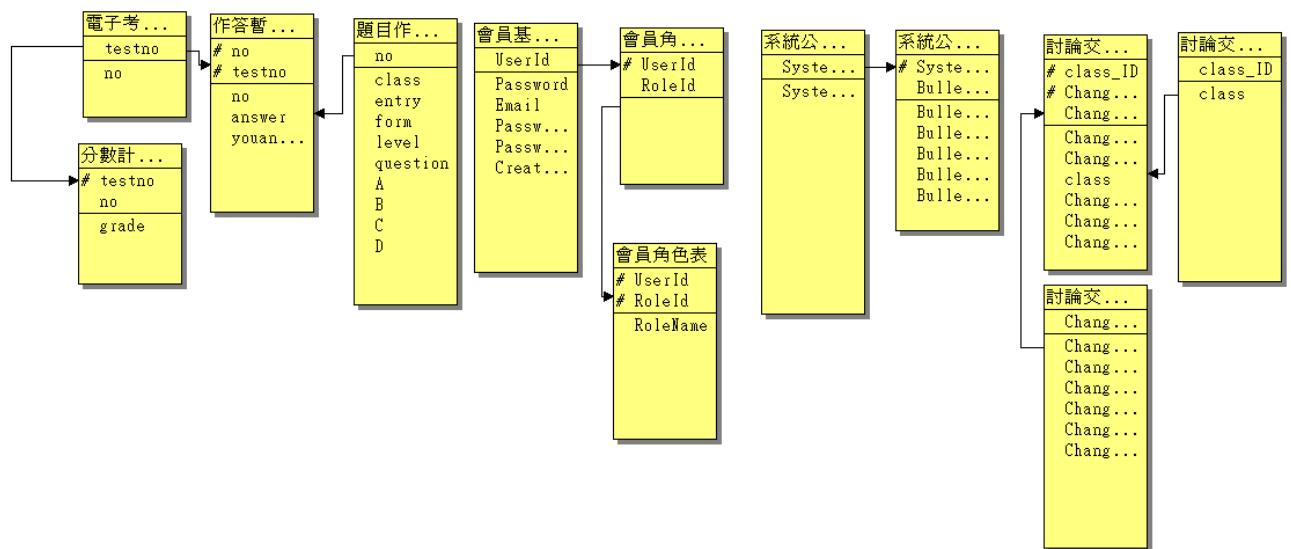 電子考...
testno
no
分數計...
# testno
no
grade
作答暫...
# no
# testno
no
answer
youan...
題目作...
no
class
entry
form
level
question
A
B
C
D
會員基...
UserId
Password
Email
Passw...
Passw...
Creat...
會員角...
# UserId
RoleId
會員角色表
# UserId
# RoleId
RoleName
系統公...
Syste...
Syste...
系統公...
# Syste...
Bulle...
Bulle...
Bulle...
Bulle...
Bulle...
Bulle...
討論交...
# class_ID
# Chang...
Chang...
Chang...
Chang...
class
Chang...
Chang...
Chang...
討論交...
Chang...
Chang...
Chang...
Chang...
Chang...
Chang...
Chang...
討論交...
class_ID
class